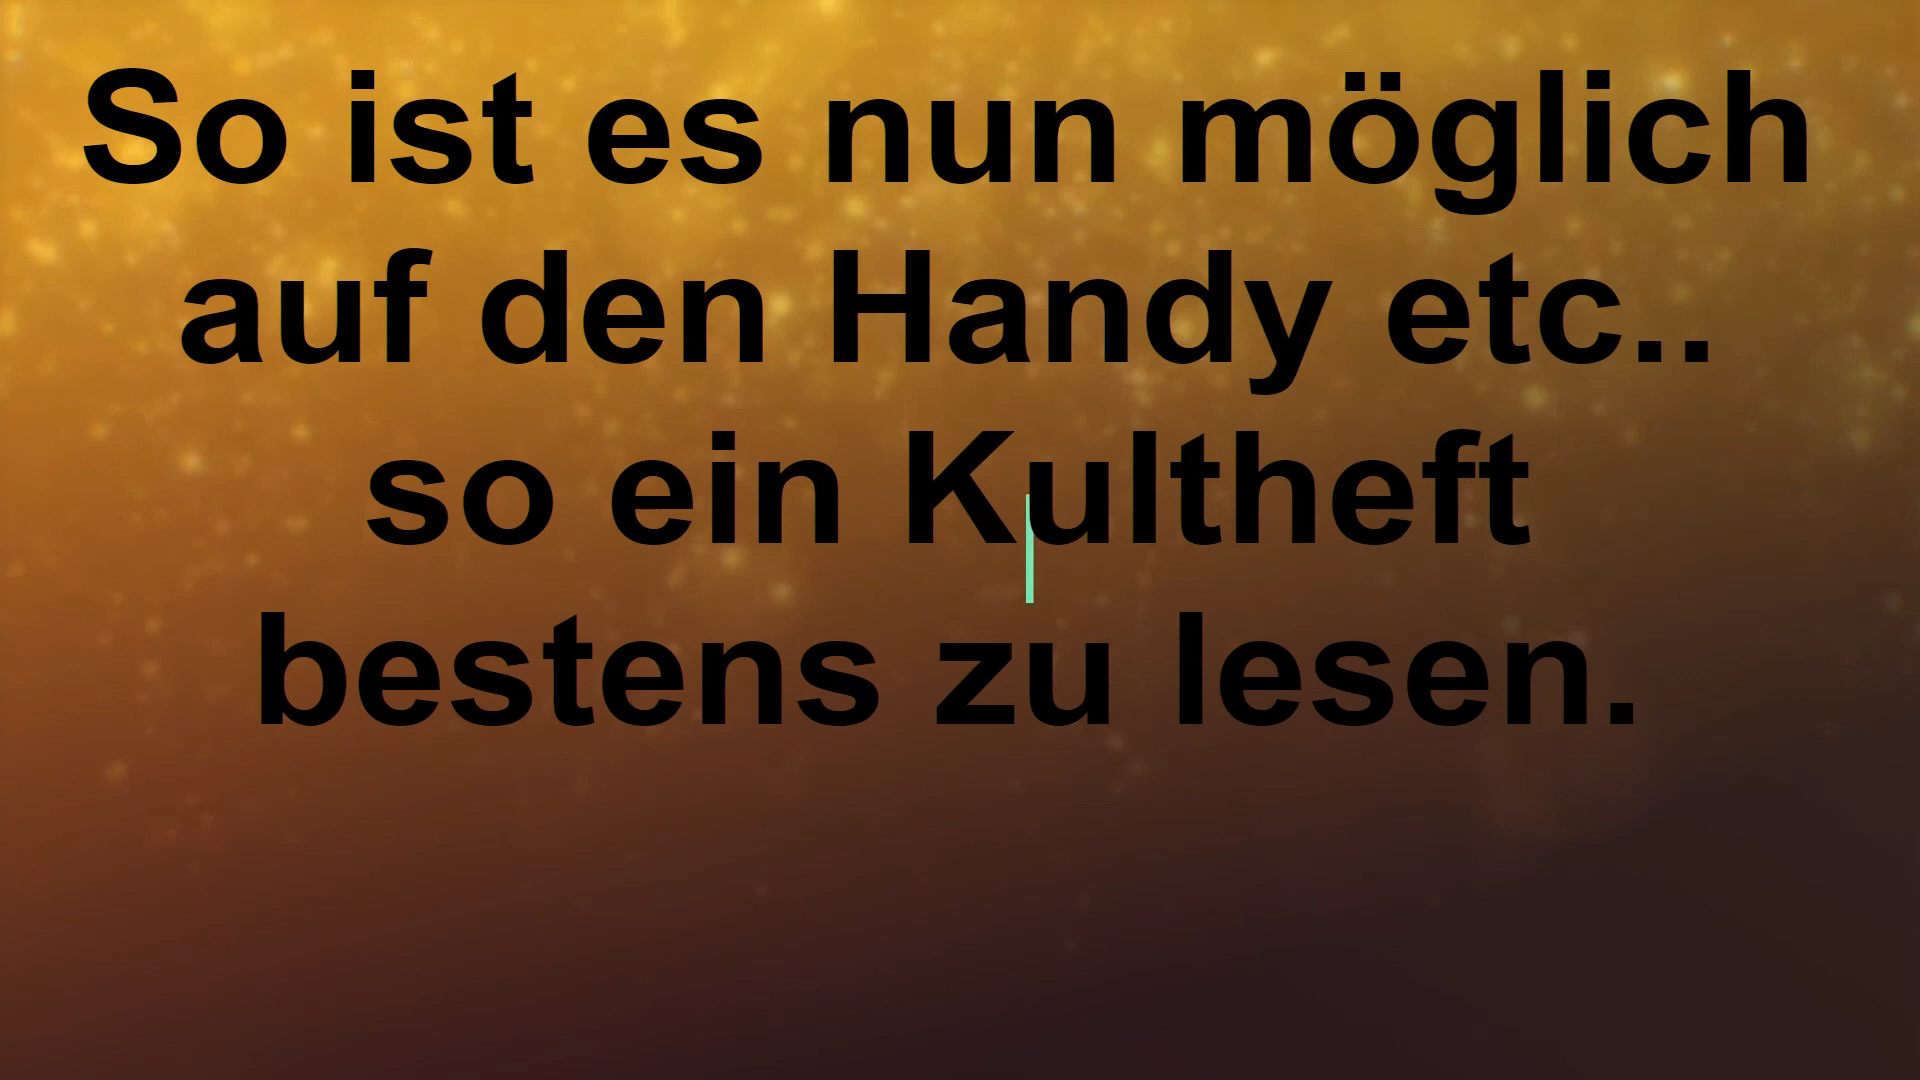 So ist es nun möglich
auf den Handy etc..
so ein Kultheft
bestens zu lesen.